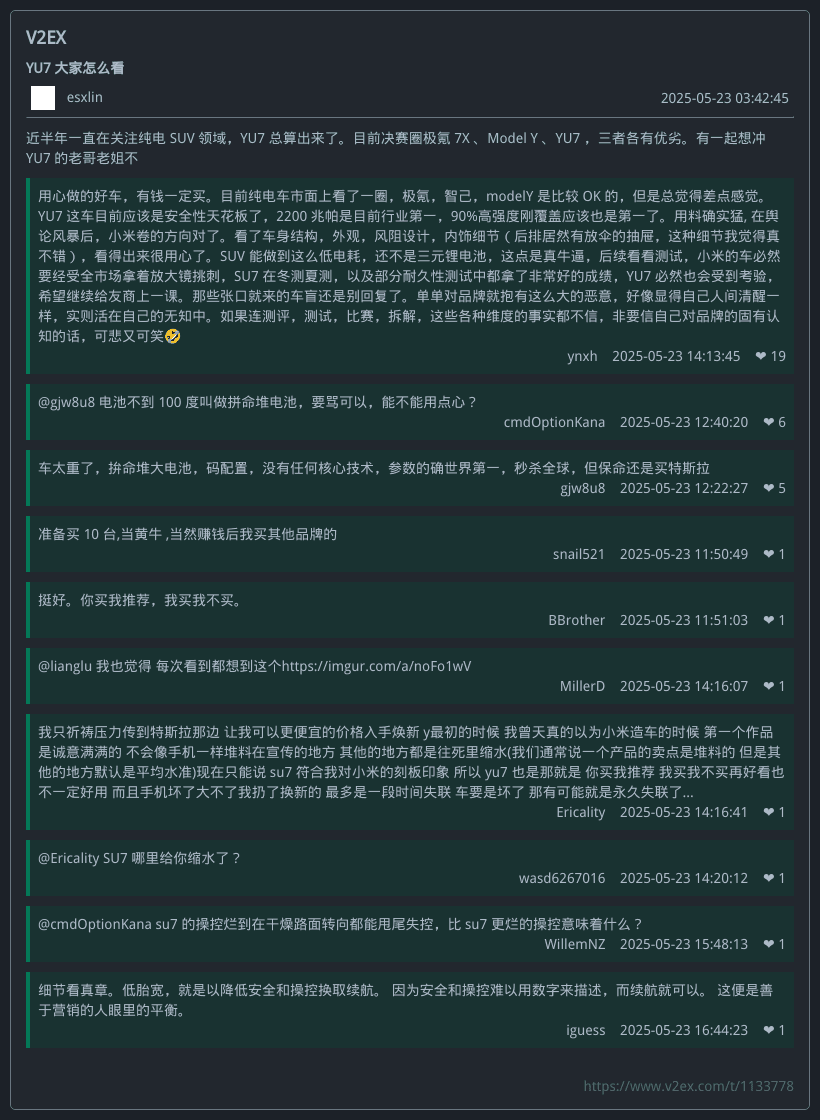 V2EX
YU7 大家怎么看
esxlin
2025-05-23 03:42:45
近半年一直在关注纯电 SUV 领域，YU7 总算出来了。目前决赛圈极氪 7X 、Model Y 、YU7 ，三者各有优劣。有一起想冲
YU7 的老哥老姐不
用心做的好车，有钱一定买。目前纯电车市面上看了一圈，极氪，智己，modelY 是比较 OK 的，但是总觉得差点感觉。
YU7 这车目前应该是安全性天花板了，2200 兆帕是目前行业第一，90%高强度刚覆盖应该也是第一了。用料确实猛, 在舆
论风暴后，小米卷的方向对了。看了车身结构，外观，风阻设计，内饰细节（后排居然有放伞的抽屉，这种细节我觉得真
不错），看得出来很用心了。SUV 能做到这么低电耗，还不是三元锂电池，这点是真牛逼，后续看看测试，小米的车必然
要经受全市场拿着放大镜挑刺，SU7 在冬测夏测，以及部分耐久性测试中都拿了非常好的成绩，YU7 必然也会受到考验，
希望继续给友商上一课。那些张口就来的车盲还是别回复了。单单对品牌就抱有这么大的恶意，好像显得自己人间清醒一
样，实则活在自己的无知中。如果连测评，测试，比赛，拆解，这些各种维度的事实都不信，非要信自己对品牌的固有认
知的话，可悲又可笑🤣
ynxh 2025-05-23 14:13:45 ❤ 19
@gjw8u8 电池不到 100 度叫做拼命堆电池，要骂可以，能不能用点心？
cmdOptionKana 2025-05-23 12:40:20 ❤ 6
车太重了，拚命堆大电池，码配置，没有任何核心技术，参数的确世界第一，秒杀全球，但保命还是买特斯拉
gjw8u8 2025-05-23 12:22:27 ❤ 5
准备买 10 台,当黄牛 ,当然赚钱后我买其他品牌的
snail521 2025-05-23 11:50:49 ❤ 1
挺好。你买我推荐，我买我不买。
BBrother 2025-05-23 11:51:03 ❤ 1
@lianglu 我也觉得 每次看到都想到这个https://imgur.com/a/noFo1wV
MillerD 2025-05-23 14:16:07 ❤ 1
我只祈祷压力传到特斯拉那边 让我可以更便宜的价格入手焕新 y最初的时候 我曾天真的以为小米造车的时候 第一个作品
是诚意满满的 不会像手机一样堆料在宣传的地方 其他的地方都是往死里缩水(我们通常说一个产品的卖点是堆料的 但是其
他的地方默认是平均水准)现在只能说 su7 符合我对小米的刻板印象 所以 yu7 也是那就是 你买我推荐 我买我不买再好看也
不一定好用 而且手机坏了大不了我扔了换新的 最多是一段时间失联 车要是坏了 那有可能就是永久失联了...
Ericality 2025-05-23 14:16:41 ❤ 1
@Ericality SU7 哪里给你缩水了？
wasd6267016 2025-05-23 14:20:12 ❤ 1
@cmdOptionKana su7 的操控烂到在干燥路面转向都能甩尾失控，比 su7 更烂的操控意味着什么？
WillemNZ 2025-05-23 15:48:13 ❤ 1
细节看真章。低胎宽，就是以降低安全和操控换取续航。 因为安全和操控难以用数字来描述，而续航就可以。 这便是善
于营销的人眼里的平衡。
iguess 2025-05-23 16:44:23 ❤ 1
https://www.v2ex.com/t/1133778